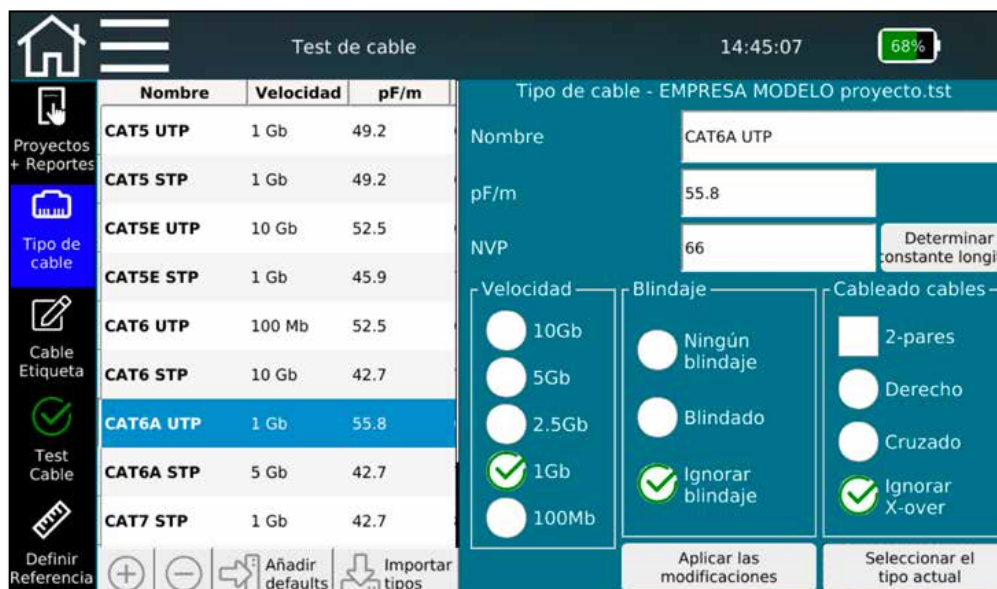 Test de cable 14:45:07 68%
Proyectos
+ Reportes
Tipo de
cable
Cable
Etiqueta
Test
Cable
Definir
Referencia
Nombre Velocidad pF/m
CAT5 UTP 1 Gb 49.2
CAT5 STP 1 Gb 49.2
CAT5E UTP 10 Gb 52.5
CAT5E STP 1 Gb 45.9
CAT6 UTP 100 Mb 52.5
CAT6 STP 10 Gb 42.7
CAT6A UTP 1 Gb 55.8
CAT6A STP 5 Gb 42.7
CAT7 STP 1 Gb 42.7
Añadir
defaults
Importar
tipos
Tipo de cable - EMPRESA MODELO proyecto.tst
Nombre CAT6A UTP
pF/m 55.8
NVP 66
Determinar
constante longi
Velocidad
10Gb
5Gb
2.5Gb
1Gb
100Mb
Blindaje
Ningún
blindaje
Blindado
Ignorar
blindaje
Cableado cables
2-pares
Derecho
Cruzado
Ignorar
X-over
Aplicar las
modificaciones
Seleccionar el
tipo actual